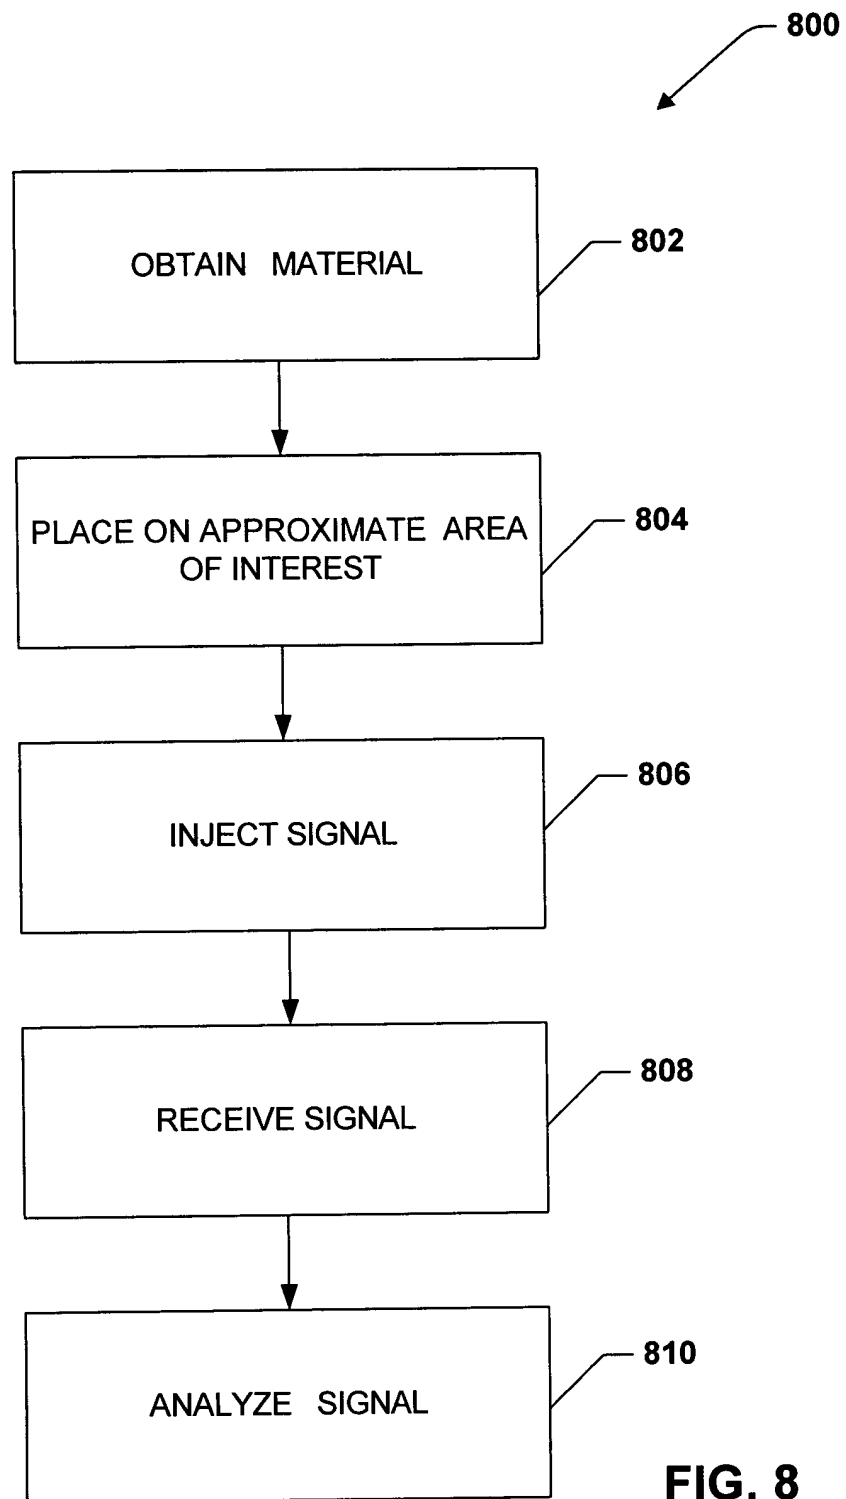 800
OBTAIN MATERIAL
802
PLACE ON APPROXIMATE AREA
OF INTEREST
804
INJECT SIGNAL
806
RECEIVE SIGNAL
808
ANALYZE SIGNAL
810
FIG. 8